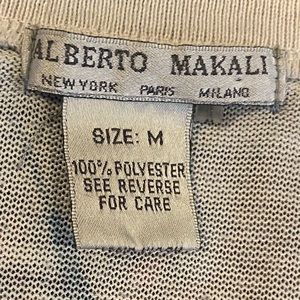 ALBERTO MAKALI
NEW YORK PARIS MILANO
SIZE: M
100% POLYESTER
SEE REVERSE
FOR CARE